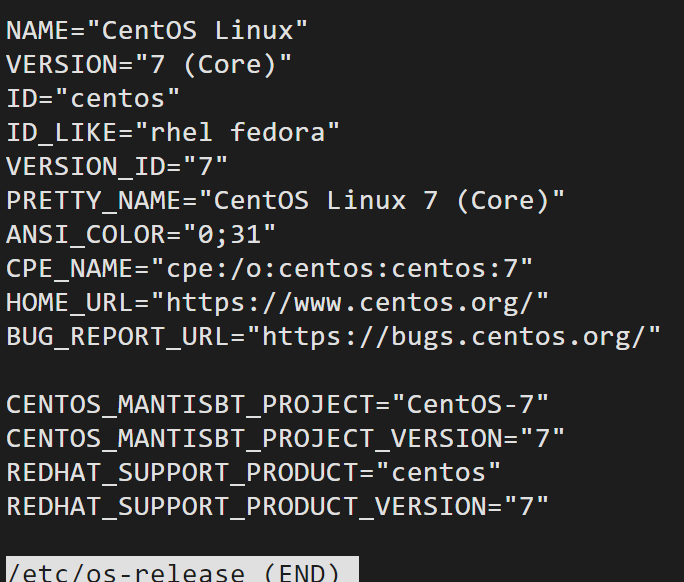 NAME="CentOS Linux"
VERSION="7 (Core)"
ID="centos"
ID_LIKE="rhel fedora"
VERSION_ID="7"
PRETTY_NAME="CentOS Linux 7 (Core)"
ANSI_COLOR="0;31"
CPE_NAME="cpe:/o:centos:centos:7"
HOME_URL="https://www.centos.org/"
BUG_REPORT_URL="https://bugs.centos.org/"

CENTOS_MANTISBT_PROJECT="CentOS-7"
CENTOS_MANTISBT_PROJECT_VERSION="7"
REDHAT_SUPPORT_PRODUCT="centos"
REDHAT_SUPPORT_PRODUCT_VERSION="7"

/etc/os-release (END)